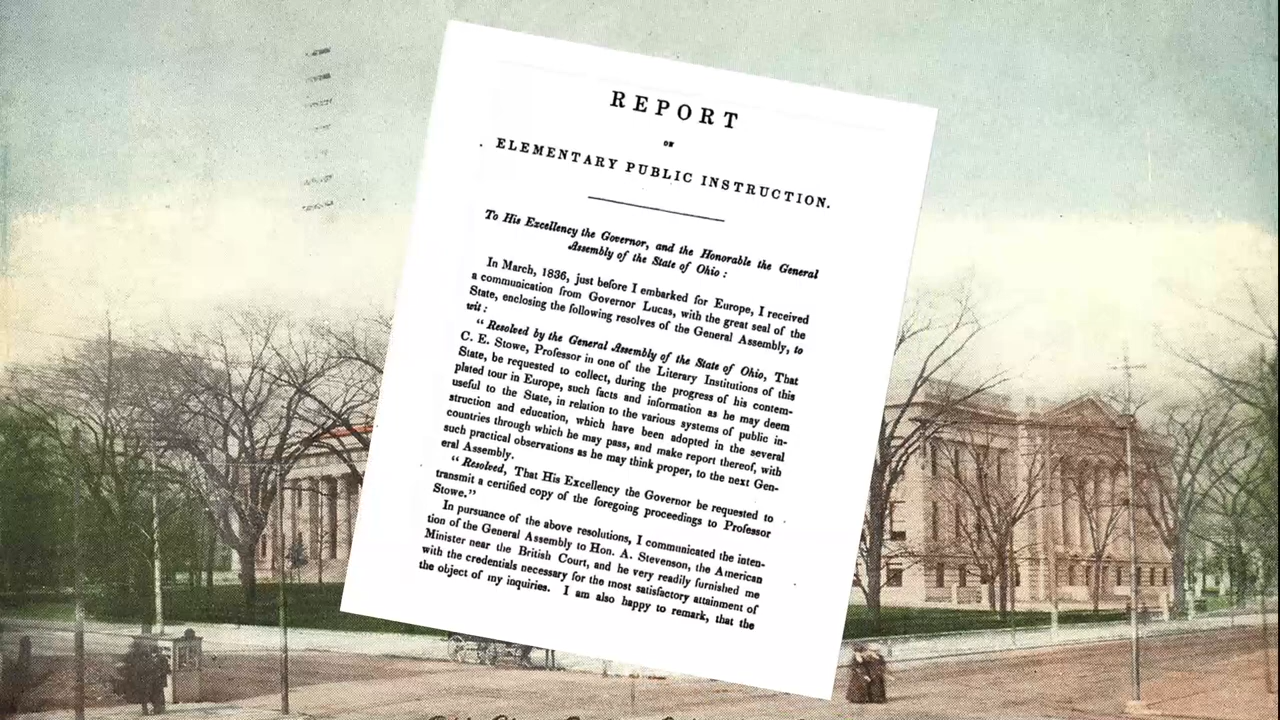 REPORT
ON
ELEMENTARY PUBLIC INSTRUCTION.
To His Excellency the Governor, and the Honorable the General
Assembly of the State of Ohio :
In March, 1836, just before I embarked for Europe, I received
a communication from Governor Lucas, with the great seal of the
State, enclosing the following resolves of the General Assembly, to
wit :
“ Resolved by the General Assembly of the State of Ohio, That
C. E. Stowe, Professor in one of the Literary Institutions of this
State, be requested to collect, during the progress of his contem-
plated tour in Europe, such facts and information as he may deem
useful to the State, in relation to the various systems of public in-
struction and education, which have been adopted in the several
countries through which he may pass, and make report thereof, with
such practical observations as he may think proper, to the next Gen-
eral Assembly.
“ Resolved, That His Excellency the Governor be requested to
transmit a certified copy of the foregoing proceedings to Professor
Stowe.”
In pursuance of the above resolutions, I communicated the inten-
tion of the General Assembly to Hon. A. Stevenson, the American
Minister near the British Court, and he very readily furnished me
with the credentials necessary for the most satisfactory attainment of
the object of my inquiries. I am also happy to remark, that the